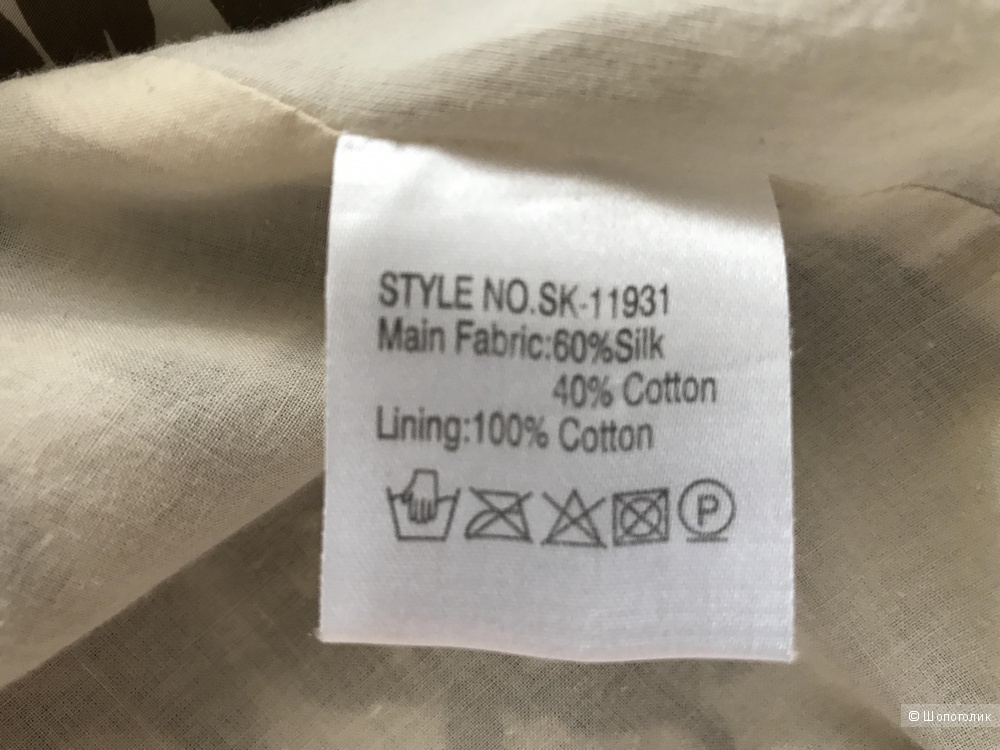 STYLE NO.SK-11931
Main Fabric:60%Silk
40% Cotton
Lining:100% Cotton
P
© Шопоголик